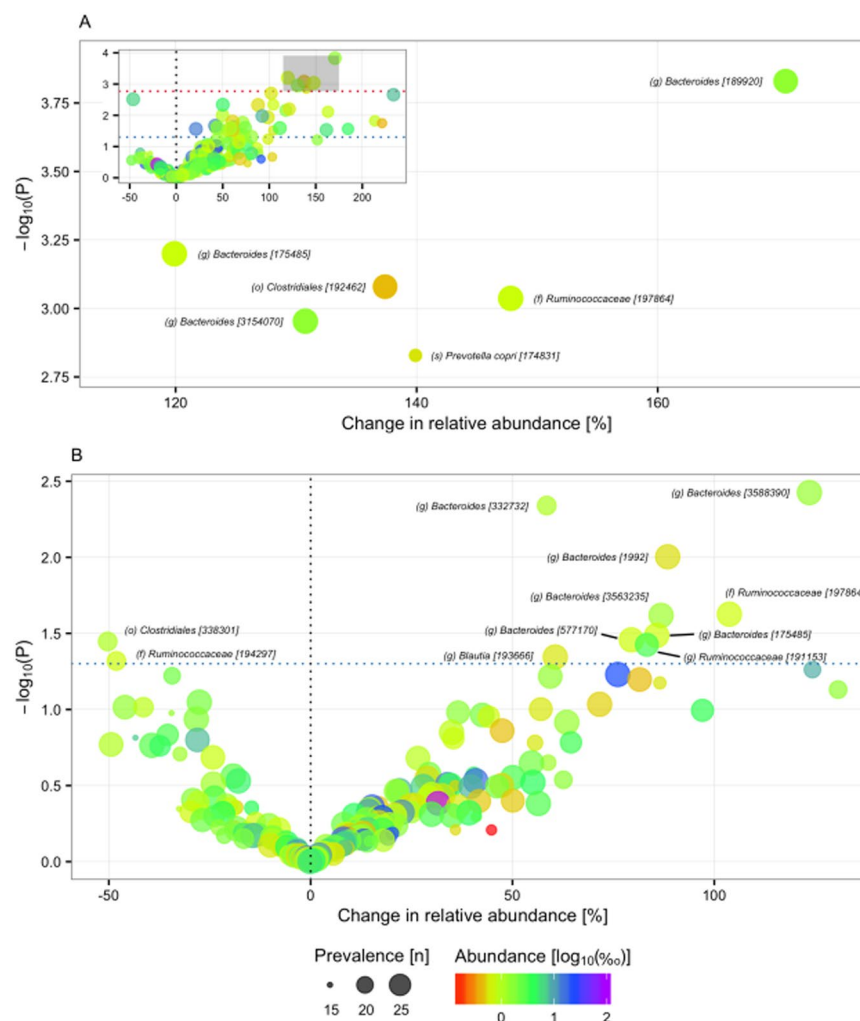 A
4
3
2
1
0
-50 0 50 100 150 200
3.75
3.50
3.25
3.00
2.75
−log10(P)
(g) Bacteroides [189920]
(g) Bacteroides [175485]
(o) Clostridiales [192462]
(f) Ruminococcaceae [197864]
(g) Bacteroides [3154070]
(s) Prevotella copri [174831]
120 140 160
Change in relative abundance [%]
B
2.5
2.0
1.5
1.0
0.5
0.0
−log10(P)
(g) Bacteroides [3588390]
(g) Bacteroides [332732]
(g) Bacteroides [1992]
(f) Ruminococcaceae [197864
(g) Bacteroides [3563235]
(o) Clostridiales [338301]
(g) Bacteroides [577170]
(g) Bacteroides [175485]
(f) Ruminococcaceae [194297]
(g) Blautia [193666]
(g) Ruminococcaceae [191153]
-50 0 50 100
Change in relative abundance [%]
Prevalence [n]
15 20 25
Abundance [log10(‰)]
0 1 2